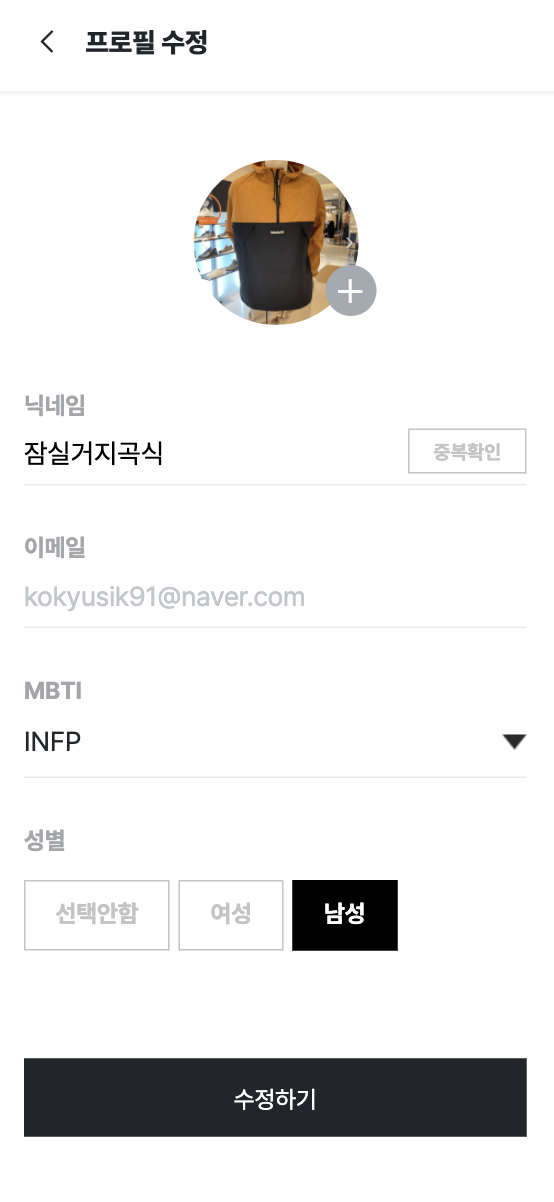 프로필 수정
닉네임
잠실거지곡식
중복확인
이메일
kokyusik91@naver.com
MBTI
INFP
성별
선택안함
여성
남성
수정하기